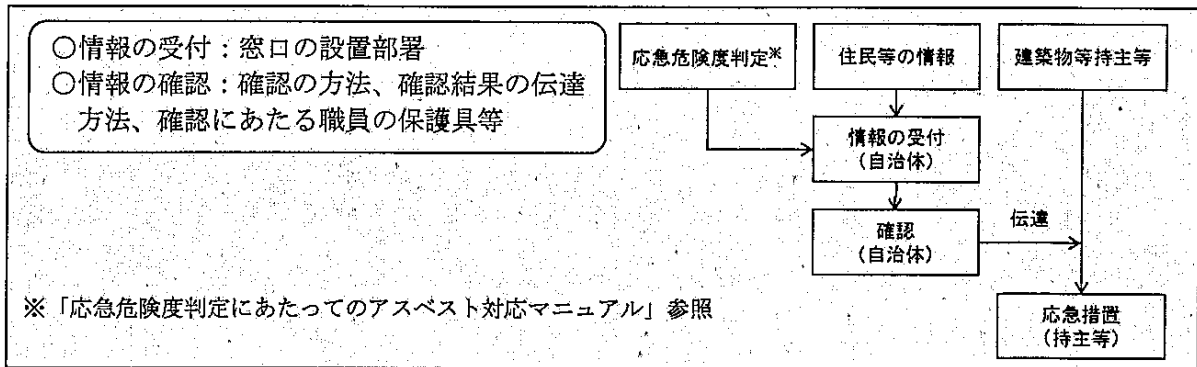 ○情報の受付：窓口の設置部署
○情報の確認：確認の方法、確認結果の伝達
方法、確認にあたる職員の保護具等
応急危険度判定※
住民等の情報
建築物等持主等
情報の受付
(自治体)
確認
(自治体)
伝達
応急措置
(持主等)
※「応急危険度判定にあたってのアスベスト対応マニュアル」参照